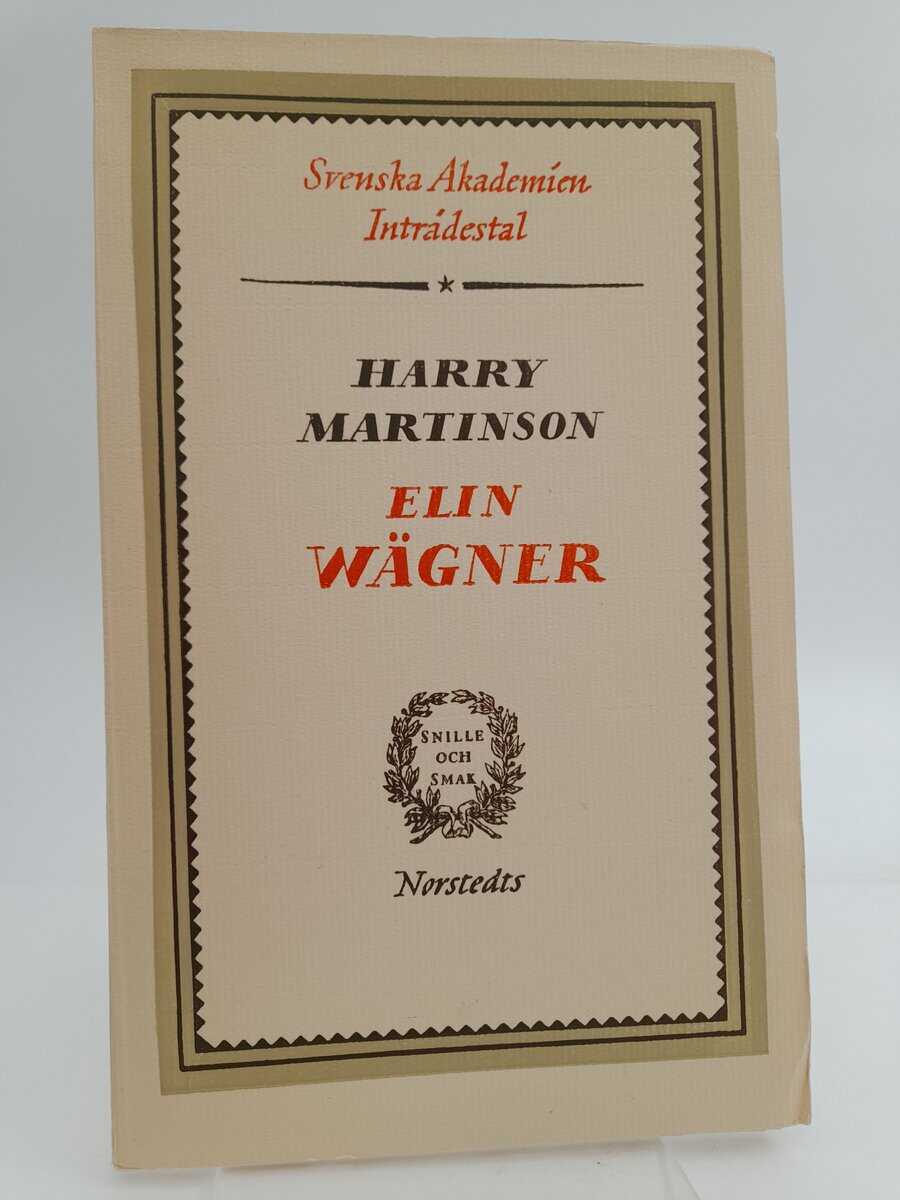 Svenska Akademien
Inträdestal
HARRY
MARTINSON
ELIN
WÄGNER
SNILLE
OCH
SMAK
Norstedts